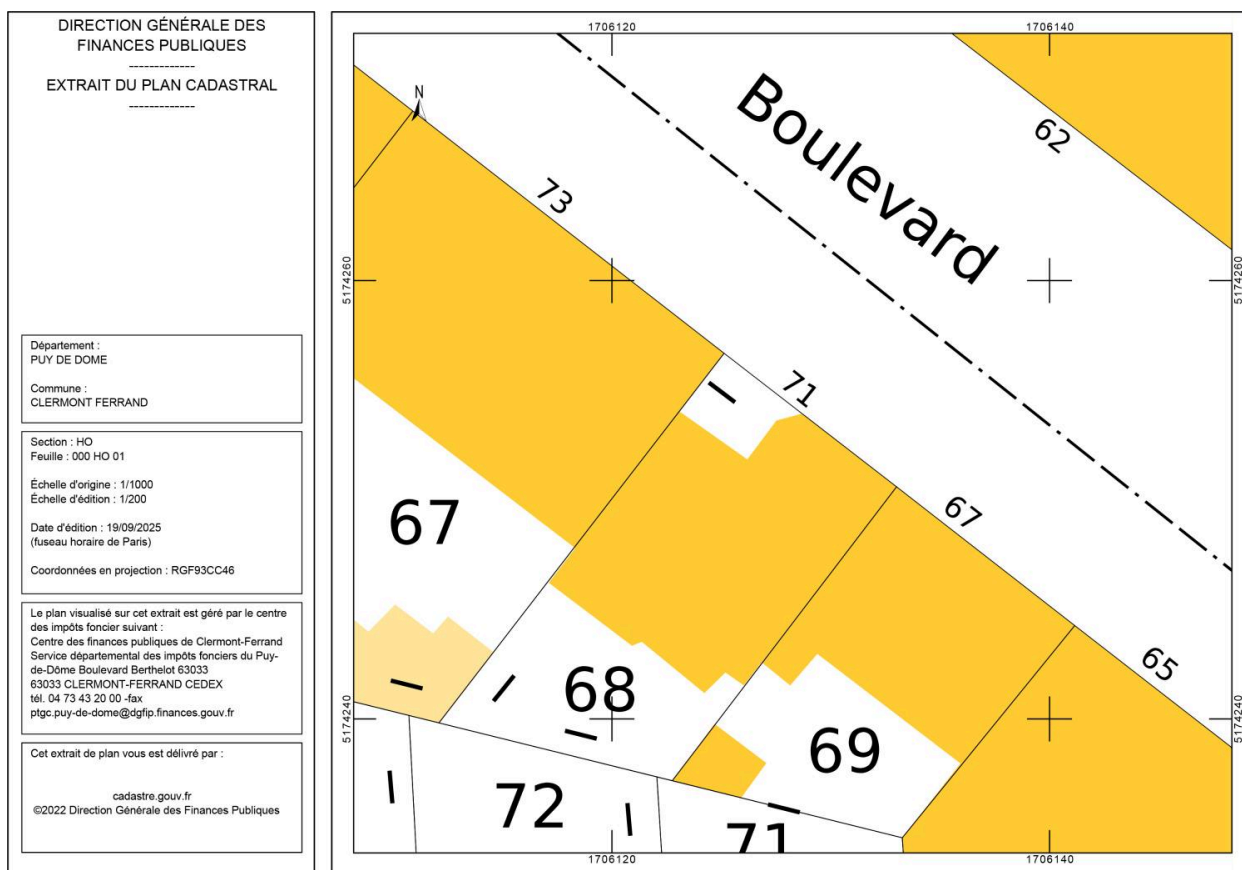 DIRECTION GÉNÉRALE DES
FINANCES PUBLIQUES
-------------
EXTRAIT DU PLAN CADASTRAL
-------------
Département :
PUY DE DOME
Commune :
CLERMONT FERRAND
Section : HO
Feuille : 000 HO 01
Échelle d'origine : 1/1000
Échelle d'édition : 1/200
Date d'édition : 19/09/2025
(fuseau horaire de Paris)
Coordonnées en projection : RGF93CC46
Le plan visualisé sur cet extrait est géré par le centre
des impôts foncier suivant :
Centre des finances publiques de Clermont-Ferrand
Service départemental des impôts fonciers du Puy-
de-Dôme Boulevard Berthelot 63033
63033 CLERMONT-FERRAND CEDEX
tél. 04 73 43 20 00 -fax
ptgc.puy-de-dome@dgfip.finances.gouv.fr
Cet extrait de plan vous est délivré par :
cadastre.gouv.fr
©2022 Direction Générale des Finances Publiques
1706120
1706140
N
Boulevard
62
73
5174260
5174260
71
67
67
65
68
69
5174240
5174240
72
71
1706120
1706140